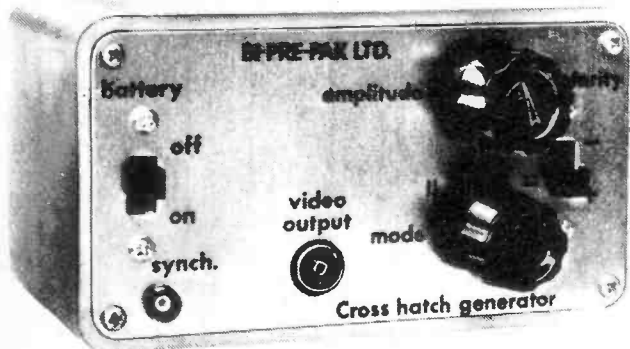 BI-PRE-PAK LTD.
battery
off
on
synch.
video
output
amplitude
mode
Cross hatch generator